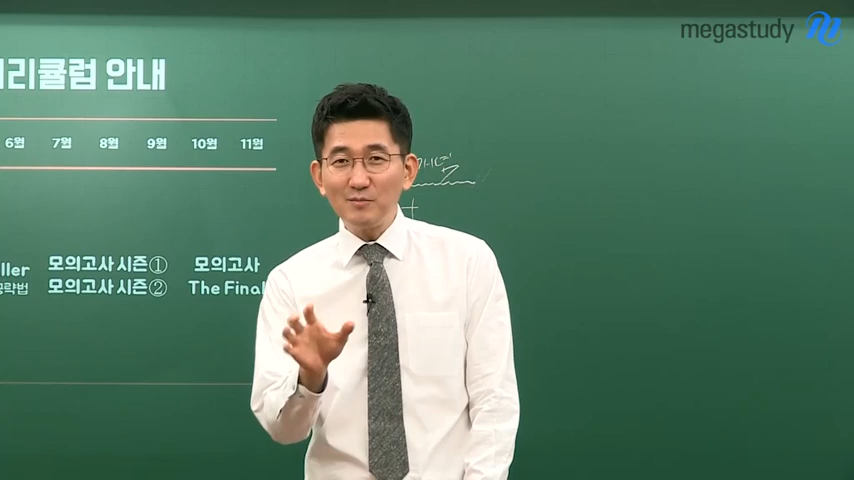 megastudy
리큘럼 안내
6월 7월 8월 9월 10월 11월
ller 모의고사 시즌① 모의고사
략법 모의고사 시즌② The Final